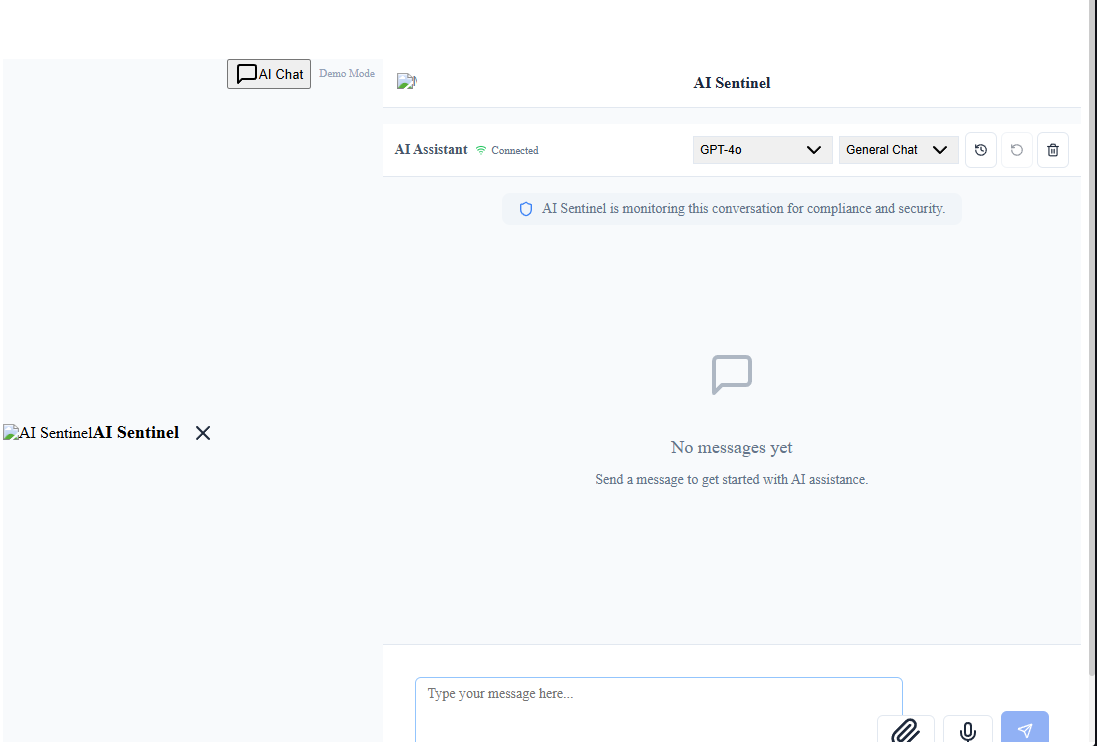 AI Chat
Demo Mode
AI Sentinel
AI Assistant
Connected
GPT-4o
General Chat
AI Sentinel is monitoring this conversation for compliance and security.
AI SentinelAI Sentinel
No messages yet
Send a message to get started with AI assistance.
Type your message here...